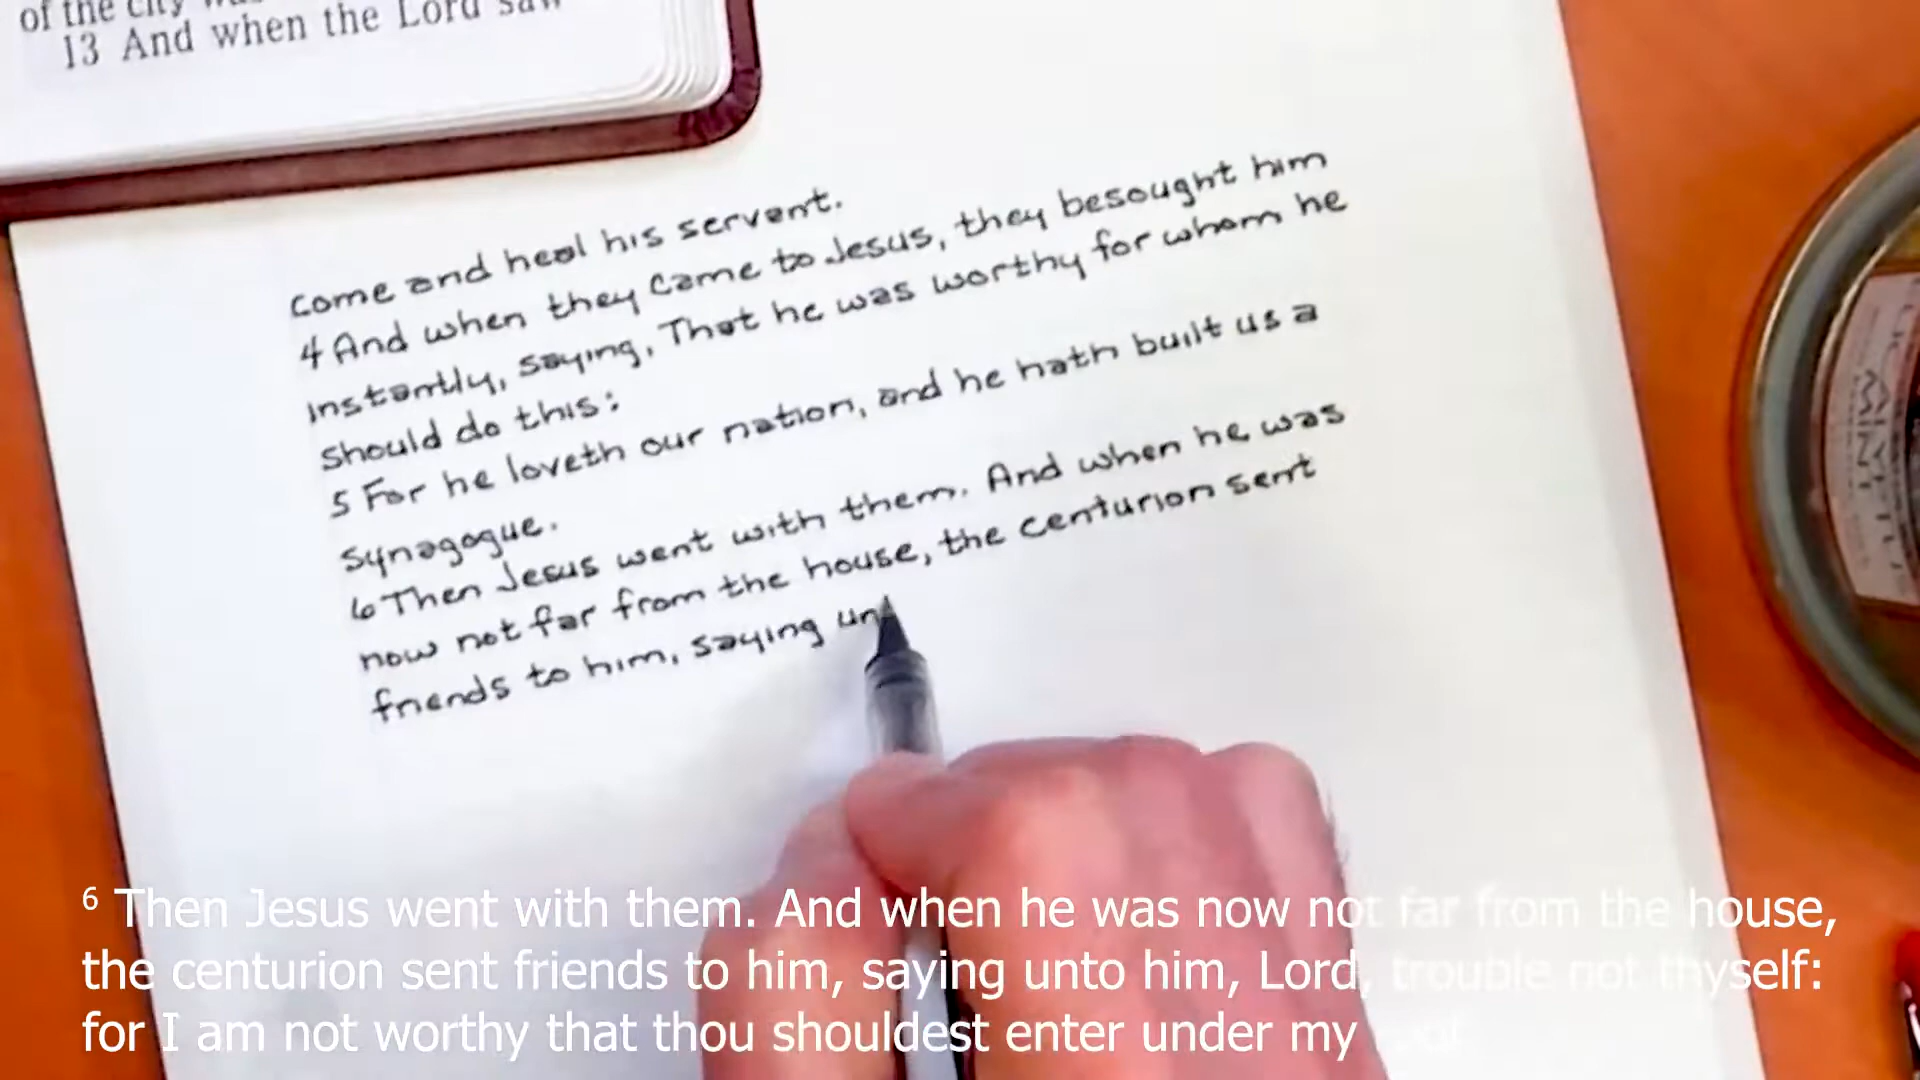 of the city
13 And when the Lord saw
come and heal his servant.
4 And when they came to Jesus, they besought him
instantly, saying, That he was worthy for whom he
should do this:
5 For he loveth our nation, and he hath built us a
synagogue.
6 Then Jesus went with them. And when he was
now not far from the house, the centurion sent
friends to him, saying un
6 Then Jesus went with them. And when he was now not far from the house,
the centurion sent friends to him, saying unto him, Lord, trouble not thyself:
for I am not worthy that thou shouldest enter under my roof